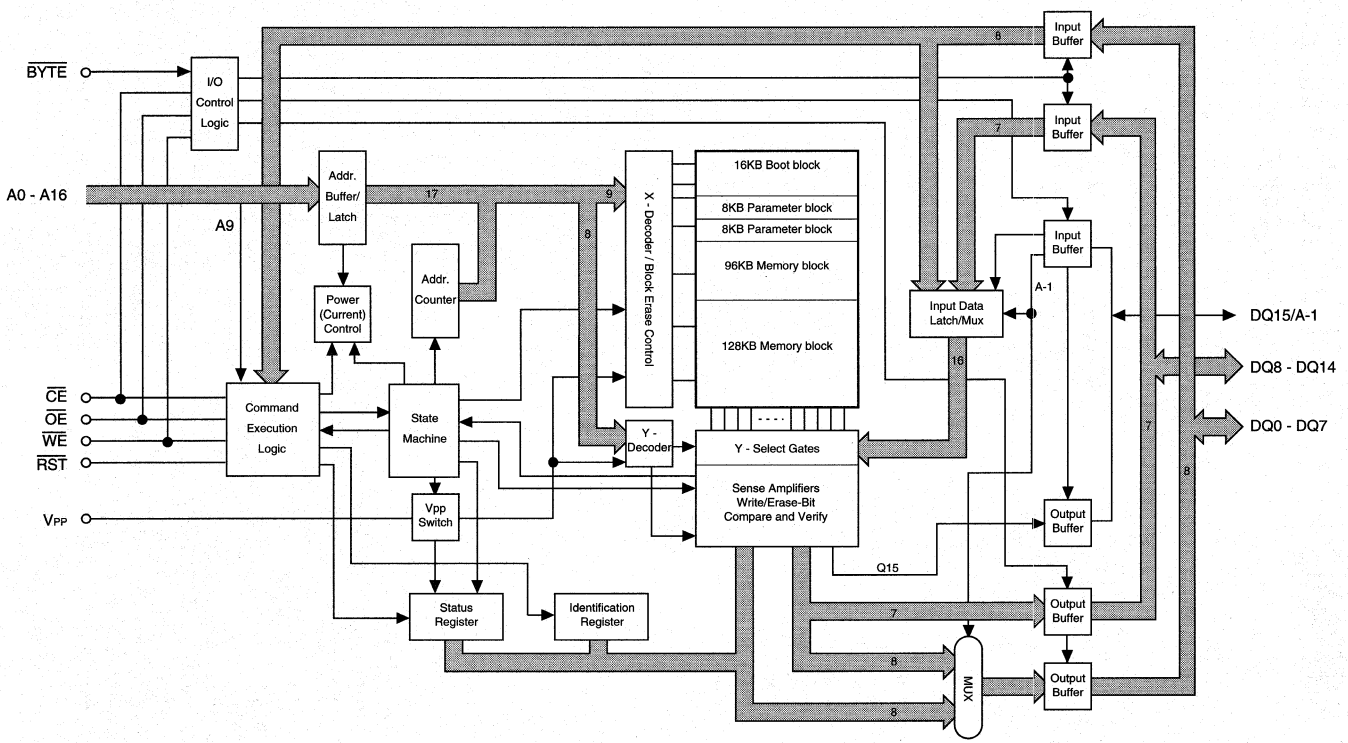 8
Input
Buffer
BYTE
I/O
Control
Logic
7
Input
Buffer
A0 - A16
A9
Addr.
Buffer/
Latch
17
9
8
X - Decoder / Block Erase Control
16KB Boot block
8KB Parameter block
8KB Parameter block
96KB Memory block
128KB Memory block
Input
Buffer
A-1
Addr.
Counter
Power
(Current)
Control
Input Data
Latch/Mux
16
DQ15/A-1
DQ8 - DQ14
DQ0 - DQ7
7
8
CE
OE
WE
RST
VPP
Command
Execution
Logic
State
Machine
Y -
Decoder
- - - -
Y - Select Gates
Sense Amplifiers
Write/Erase-Bit
Compare and Verify
Vpp
Switch
Output
Buffer
Q15
Status
Register
Identification
Register
7
Output
Buffer
8
8
MUX
Output
Buffer